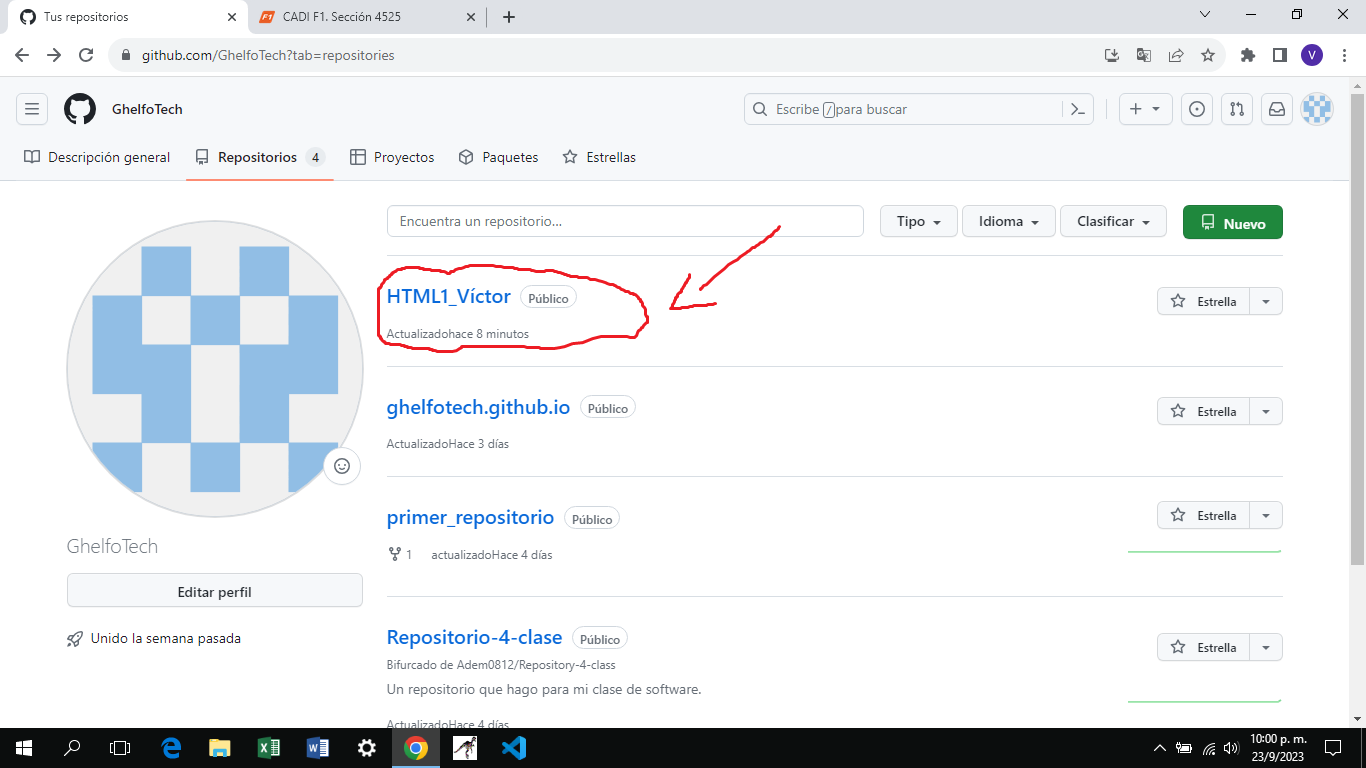 Tus repositorios
CADI F1. Sección 4525
github.com/GhelfoTech?tab=repositories
V
GhelfoTech
Escribe / para buscar
Descripción general
Repositorios 4
Proyectos
Paquetes
Estrellas
Encuentra un repositorio...
Tipo
Idioma
Clasificar
Nuevo
HTML1_Víctor Público
Estrella
Actualizadohace 8 minutos
ghelfotech.github.io Público
Estrella
ActualizadoHace 3 días
primer_repositorio Público
Estrella
1 actualizadoHace 4 días
GhelfoTech
Editar perfil
Unido la semana pasada
Repositorio-4-clase Público
Estrella
Bifurcado de Adem0812/Repository-4-class
Un repositorio que hago para mi clase de software.
ActualizadoHace 4 días
10:00 p. m.
23/9/2023